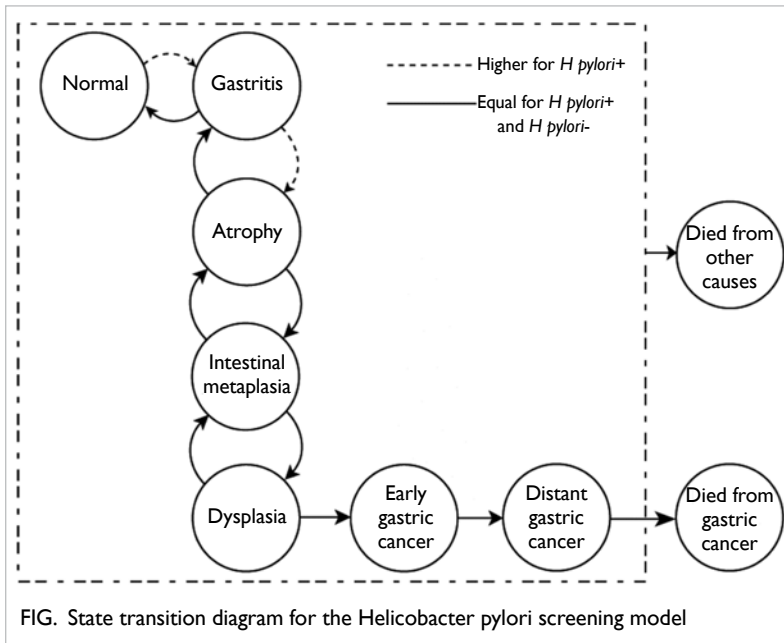 Normal
Gastritis
Higher for H pylori+
Equal for H pylori+
and H pylori-
Atrophy
Died from
other
causes
Intestinal
metaplasia
Dysplasia
Early
gastric
cancer
Distant
gastric
cancer
Died from
gastric
cancer
FIG. State transition diagram for the Helicobacter pylori screening model